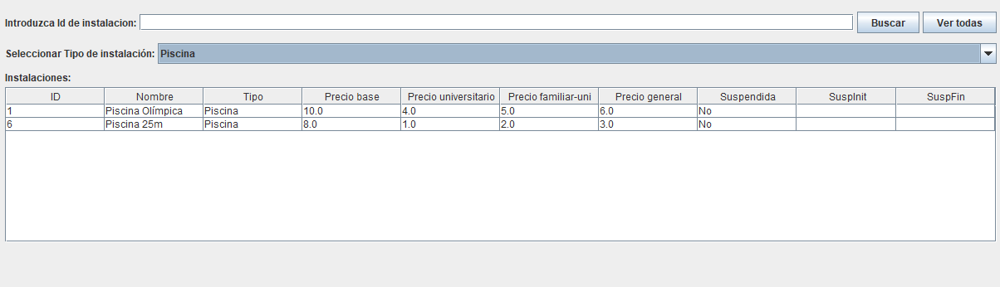 Introduzca Id de instalacion: Buscar Ver todas
Seleccionar Tipo de instalación: Piscina
Instalaciones:
ID Nombre Tipo Precio base Precio universitario Precio familiar-uni Precio general Suspendida SuspInit SuspFin
1 Piscina Olímpica Piscina 10.0 4.0 5.0 6.0 No
6 Piscina 25m Piscina 8.0 1.0 2.0 3.0 No